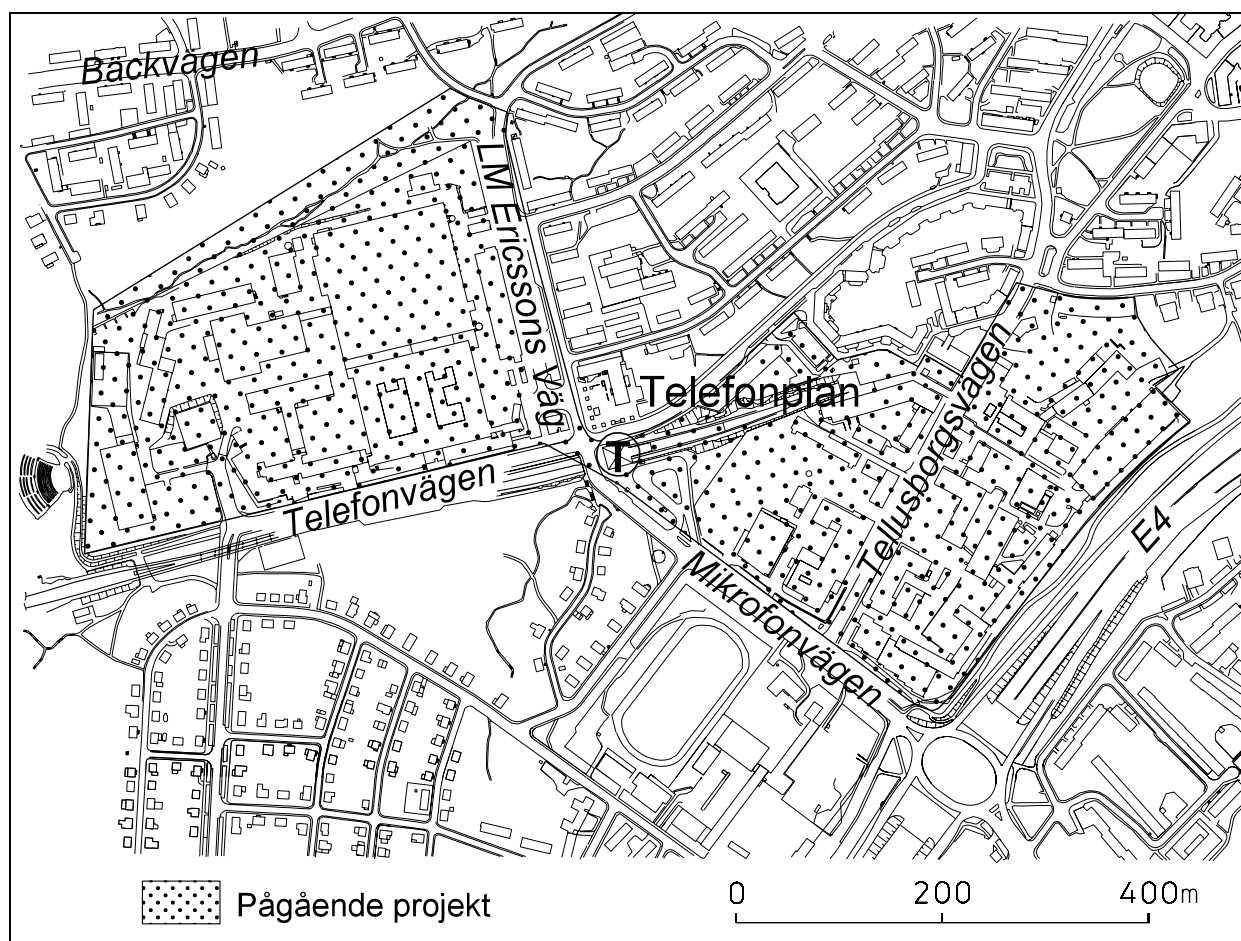 Bäckvägen
LM Ericssons Väg
Telefonplan
T
Tellusborgsvägen
Telefonvägen
E4
Mikrofonvägen
Pågående projekt
0 200 400m